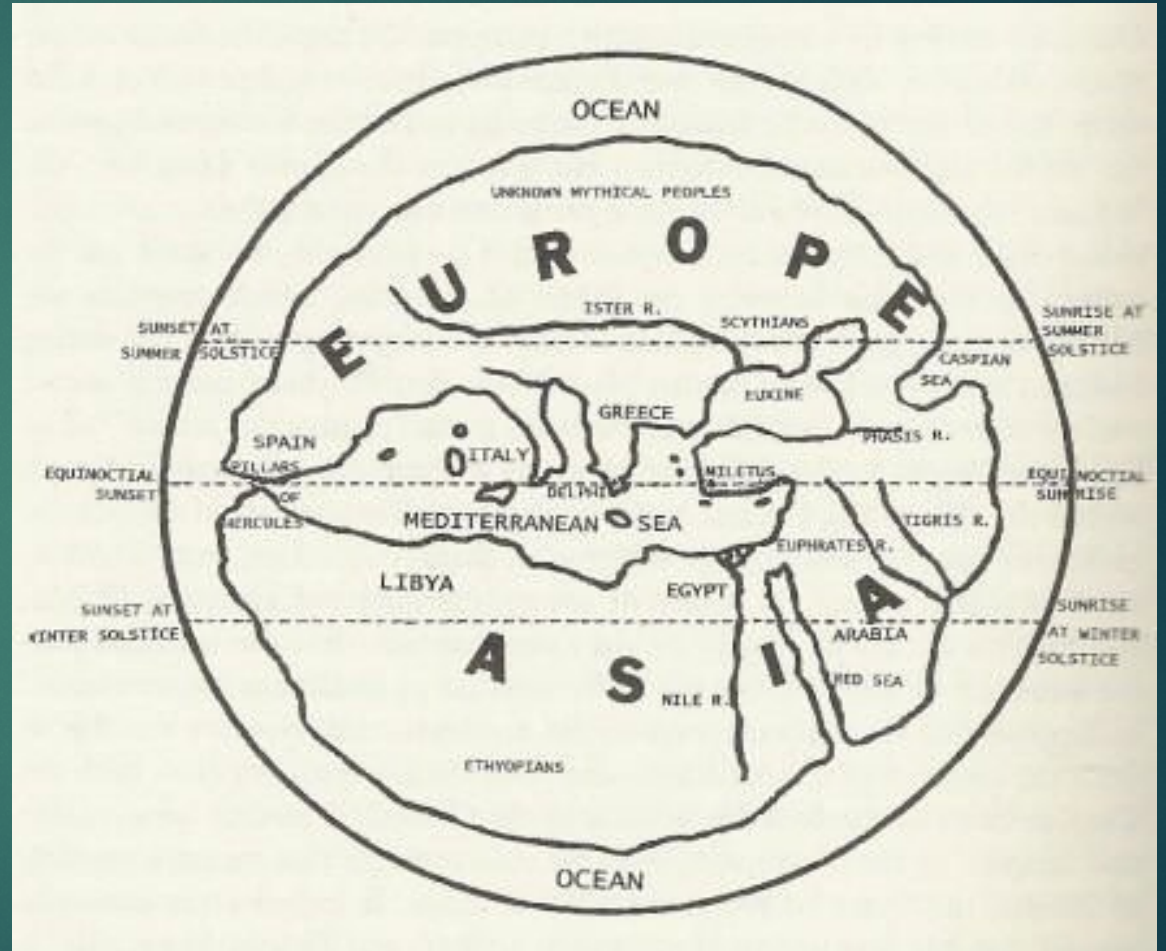 OCEAN
UNKNOWN MYTHICAL PEOPLES
EUROPE
ISTER R.
SCYTHIANS
SUNSET AT
SUMMER SOLSTICE
SUNRISE AT
SUMMER
SOLSTICE
CASPIAN
SEA
EUXINE
GREECE
PHASIS R.
SPAIN
ITALY
PILLARS
OF
HERCULES
EQUINOCTIAL
SUNSET
MILETUS
EQUINOCTIAL
SUNRISE
DELPHI
MEDITERRANEAN SEA
TIGRIS R.
EUPHRATES R.
LIBYA
EGYPT
SUNSET AT
WINTER SOLSTICE
SUNRISE
AT WINTER
SOLSTICE
ASIA
ARABIA
RED SEA
NILE R.
ETHYOPIANS
OCEAN